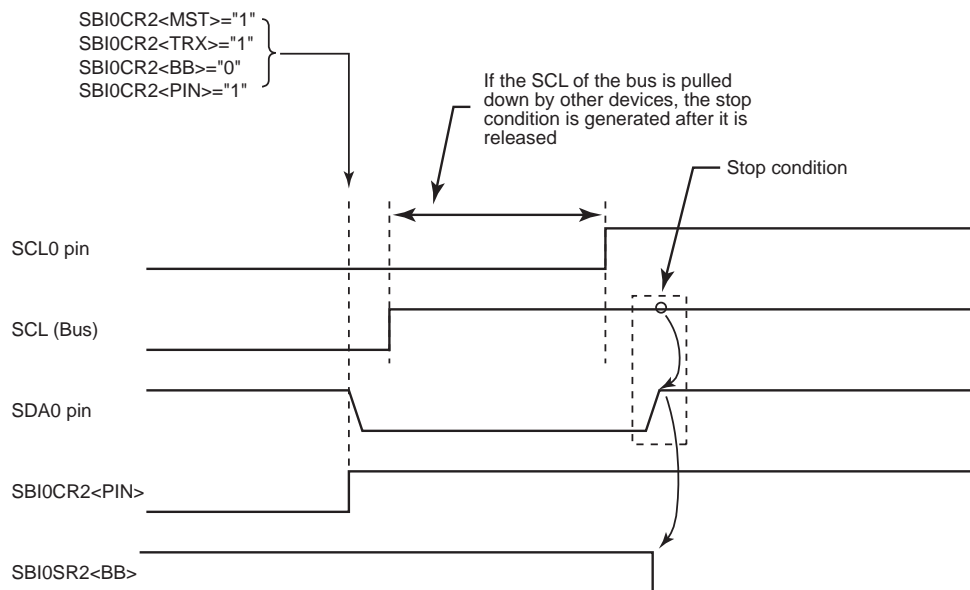 SBI0CR2<MST>="1"
SBI0CR2<TRX>="1"
SBI0CR2<BB>="0"
SBI0CR2<PIN>="1"
If the SCL of the bus is pulled
down by other devices, the stop
condition is generated after it is
released
Stop condition
SCL0 pin
SCL (Bus)
SDA0 pin
SBI0CR2<PIN>
SBI0SR2<BB>